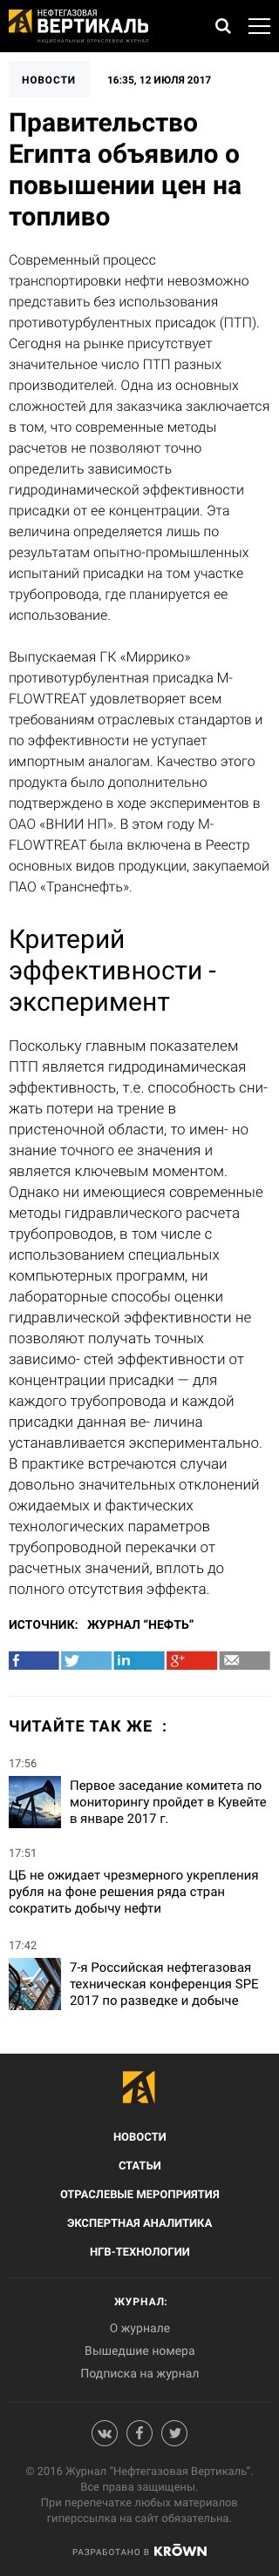 НЕФТЕГАЗОВАЯ
ВЕРТИКАЛЬ
НАЦИОНАЛЬНЫЙ ОТРАСЛЕВОЙ ЖУРНАЛ
НОВОСТИ 16:35, 12 ИЮЛЯ 2017
Правительство
Египта объявило о
повышении цен на
топливо
Современный процесс
транспортировки нефти невозможно
представить без использования
противотурбулентных присадок (ПТП).
Сегодня на рынке присутствует
значительное число ПТП разных
производителей. Одна из основных
сложностей для заказчика заключается
в том, что современные методы
расчетов не позволяют точно
определить зависимость
гидродинамической эффективности
присадки от ее концентрации. Эта
величина определяется лишь по
результатам опытно-промышленных
испытаний присадки на том участке
трубопровода, где планируется ее
использование.
Выпускаемая ГК «Миррико»
противотурбулентная присадка M-
FLOWTREAT удовлетворяет всем
требованиям отраслевых стандартов и
по эффективности не уступает
импортным аналогам. Качество этого
продукта было дополнительно
подтверждено в ходе экспериментов в
ОАО «ВНИИ НП». В этом году M-
FLOWTREAT была включена в Реестр
основных видов продукции, закупаемой
ПАО «Транснефть».
Критерий
эффективности -
эксперимент
Поскольку главным показателем
ПТП является гидродинамическая
эффективность, т.е. способность сни-
жать потери на трение в
пристеночной области, то имен- но
знание точного ее значения и
является ключевым моментом.
Однако ни имеющиеся современные
методы гидравлического расчета
трубопроводов, в том числе с
использованием специальных
компьютерных программ, ни
лабораторные способы оценки
гидравлической эффективности не
позволяют получать точных
зависимо- стей эффективности от
концентрации присадки — для
каждого трубопровода и каждой
присадки данная ве- личина
устанавливается экспериментально.
В практике встречаются случаи
довольно значительных отклонений
ожидаемых и фактических
технологических параметров
трубопроводной перекачки от
расчетных значений, вплоть до
полного отсутствия эффекта.
ИСТОЧНИК: ЖУРНАЛ “НЕФТЬ”
ЧИТАЙТЕ ТАК ЖЕ :
17:56
Первое заседание комитета по
мониторингу пройдет в Кувейте
в январе 2017 г.
17:51
ЦБ не ожидает чрезмерного укрепления
рубля на фоне решения ряда стран
сократить добычу нефти
17:42
7-я Российская нефтегазовая
техническая конференция SPE
2017 по разведке и добыче
НОВОСТИ
СТАТЬИ
ОТРАСЛЕВЫЕ МЕРОПРИЯТИЯ
ЭКСПЕРТНАЯ АНАЛИТИКА
НГВ-ТЕХНОЛОГИИ
ЖУРНАЛ:
О журнале
Вышедшие номера
Подписка на журнал
© 2016 Журнал “Нефтегазовая Вертикаль”.
Все права защищены.
При перепечатке любых материалов
гиперссылка на сайт обязательна.
РАЗРАБОТАНО В KRŌWN